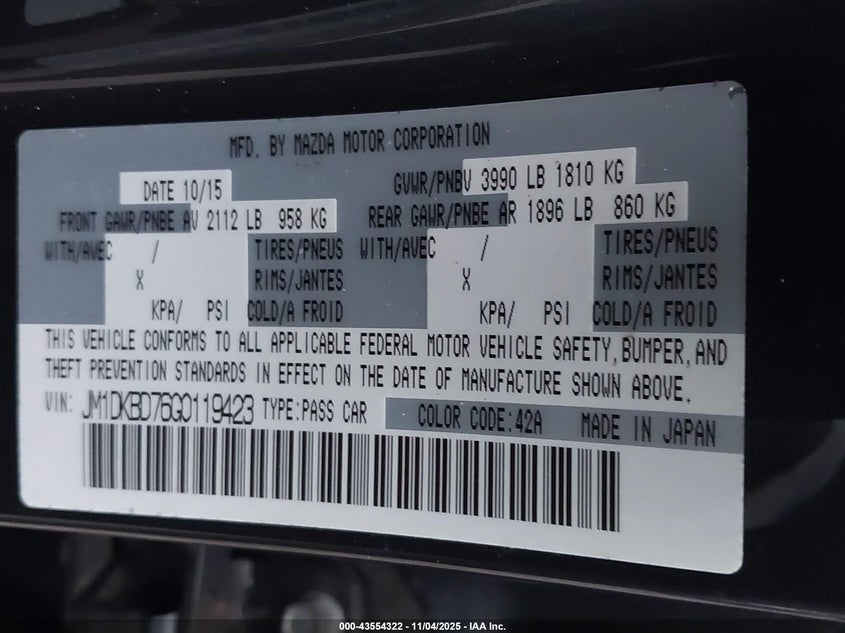 MFD. BY MAZDA MOTOR CORPORATION
DATE 10/15 GVWR/PNBV 3990 LB 1810 KG
FRONT GAWR/PNBE AV 2112 LB 958 KG REAR GAWR/PNBE AR 1896 LB 860 KG
WITH/AVEC / TIRES/PNEUS WITH/AVEC / TIRES/PNEUS
X RIMS/JANTES X RIMS/JANTES
KPA/ PSI COLD/A FROID KPA/ PSI COLD/A FROID
THIS VEHICLE CONFORMS TO ALL APPLICABLE FEDERAL MOTOR VEHICLE SAFETY, BUMPER, AND
THEFT PREVENTION STANDARDS IN EFFECT ON THE DATE OF MANUFACTURE SHOWN ABOVE.
VIN: JM1DKBD76G0119423 TYPE:PASS CAR COLOR CODE:42A MADE IN JAPAN
000-43554322 - 11/04/2025 - IAA Inc.